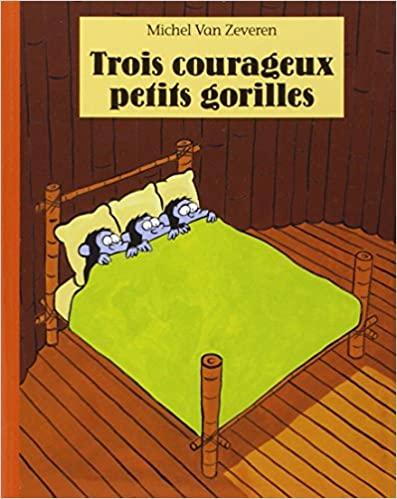 Michel Van Zeveren
Trois courageux
petits gorilles